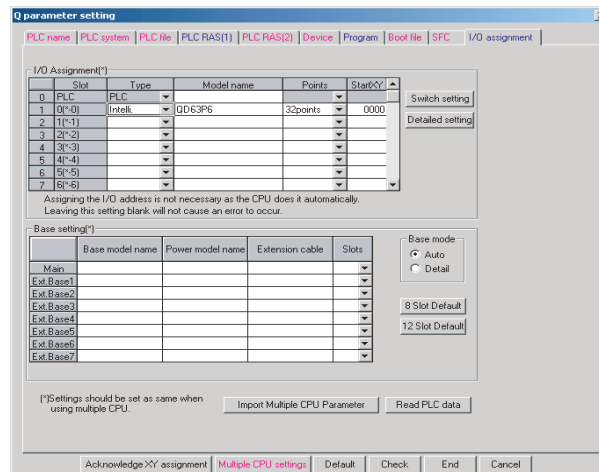 Q parameter setting
PLC name PLC system PLC file PLC RAS(1) PLC RAS(2) Device Program Boot file SFC I/O assignment
I/O Assignment(*)
Slot Type Model name Points StartXY
0 PLC PLC
1 0(*-0) Intelli. QD63P6 32points 0000
2 1(*-1)
3 2(*-2)
4 3(*-3)
5 4(*-4)
6 5(*-5)
7 6(*-6)
Switch setting
Detailed setting
Assigning the I/O address is not necessary as the CPU does it automatically.
Leaving this setting blank will not cause an error to occur.
Base setting(*)
Base model name Power model name Extension cable Slots
Main
Ext.Base1
Ext.Base2
Ext.Base3
Ext.Base4
Ext.Base5
Ext.Base6
Ext.Base7
Base mode
Auto
Detail
8 Slot Default
12 Slot Default
(*)Settings should be set as same when
using multiple CPU.
Import Multiple CPU Parameter Read PLC data
Acknowledge XY assignment Multiple CPU settings Default Check End Cancel